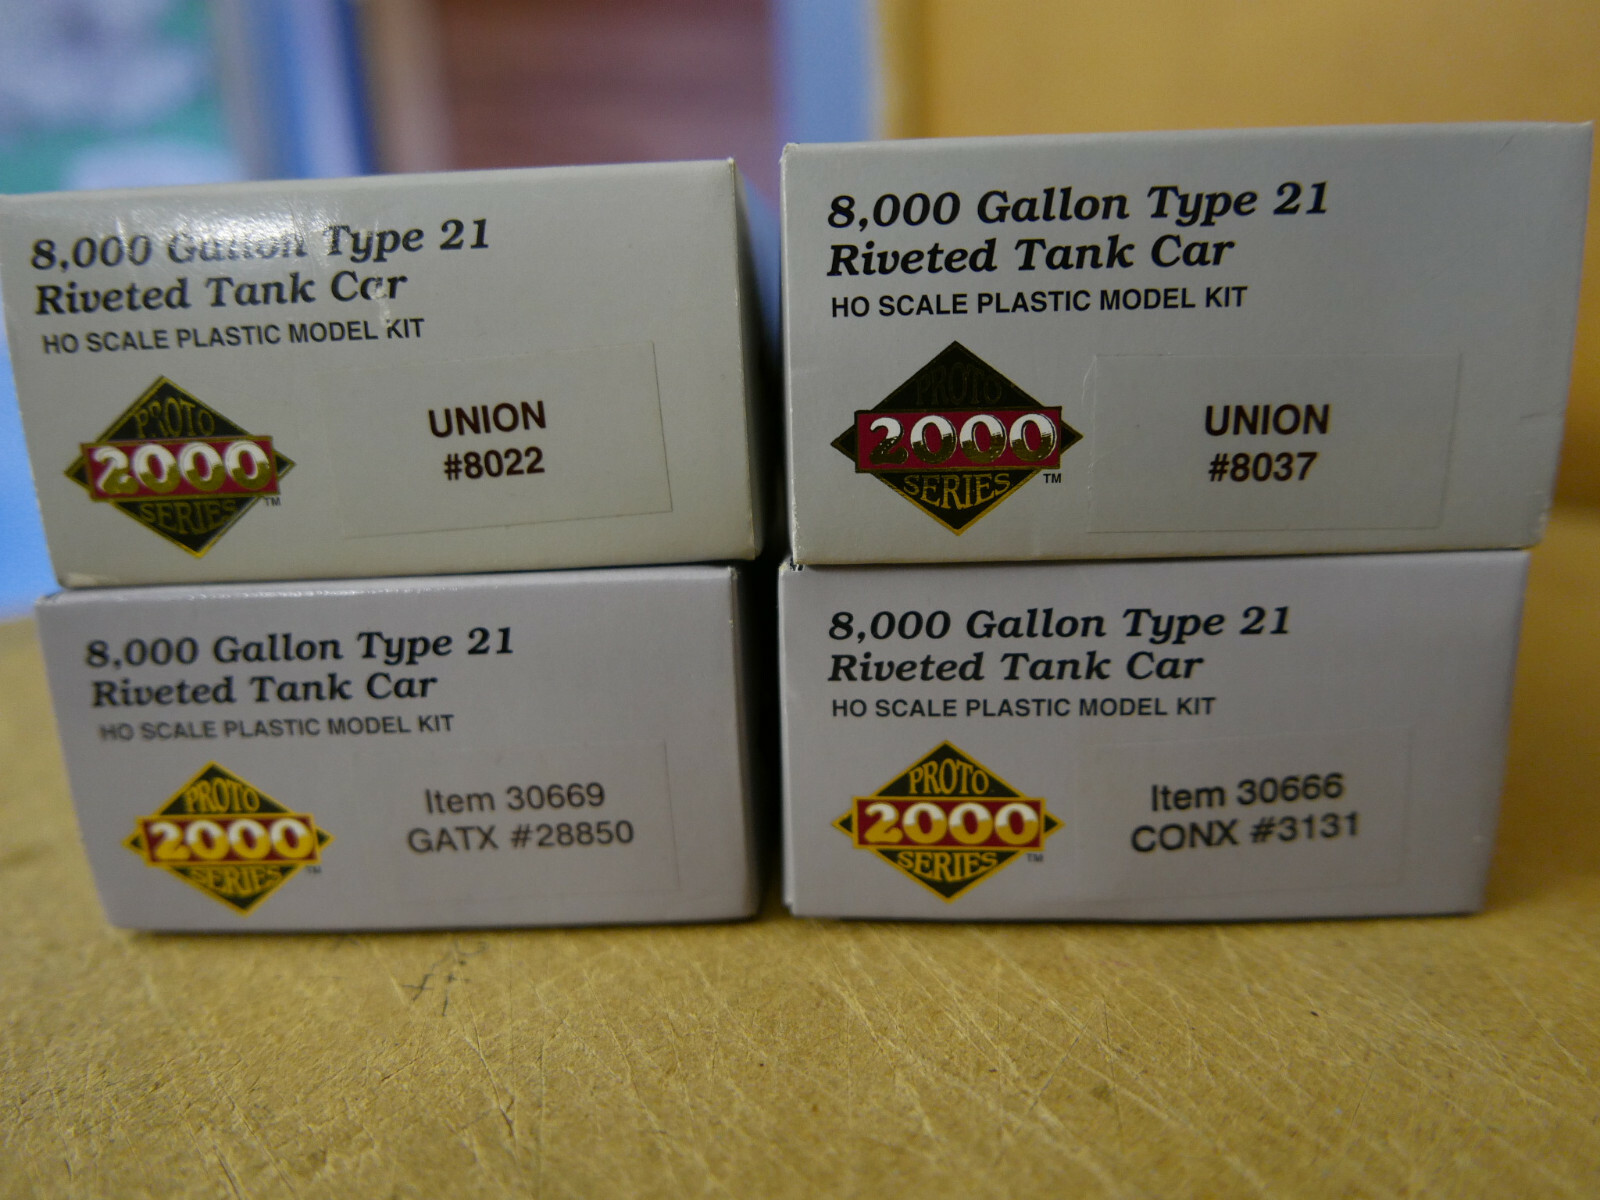 8,000 Gallon Type 21
Riveted Tank Car
HO SCALE PLASTIC MODEL KIT
PROTO
2000
SERIES
TM
UNION
#8022
8,000 Gallon Type 21
Riveted Tank Car
HO SCALE PLASTIC MODEL KIT
PROTO
2000
SERIES
TM
UNION
#8037
8,000 Gallon Type 21
Riveted Tank Car
HO SCALE PLASTIC MODEL KIT
PROTO
2000
SERIES
TM
Item 30669
GATX #28850
8,000 Gallon Type 21
Riveted Tank Car
HO SCALE PLASTIC MODEL KIT
PROTO
2000
SERIES
TM
Item 30666
CONX #3131